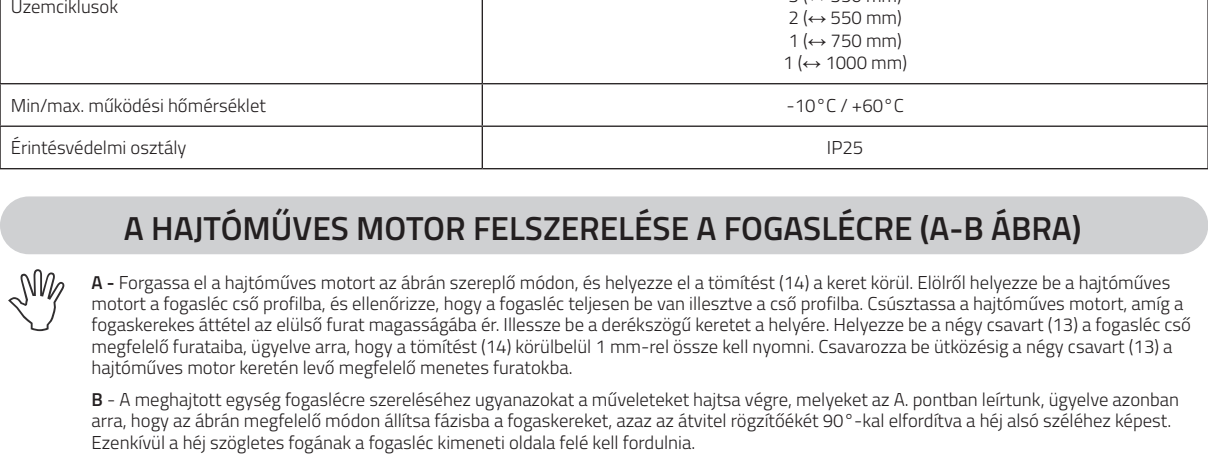 Üzemciklusok
2 (↔ 550 mm)
1 (↔ 750 mm)
1 (↔ 1000 mm)
Min/max. működési hőmérséklet -10°C / +60°C
Érintésvédelmi osztály IP25
A HAJTÓMŰVES MOTOR FELSZERELÉSE A FOGASLÉCRE (A-B ÁBRA)
A - Forgassa el a hajtóműves motort az ábrán szereplő módon, és helyezze el a tömítést (14) a keret körül. Elölről helyezze be a hajtóműves
motort a fogasléc cső profilba, és ellenőrizze, hogy a fogasléc teljesen be van illesztve a cső profilba. Csúsztassa a hajtóműves motort, amíg a
fogaskerekes áttétel az elülső furat magasságába ér. Illessze be a derékszögű keretet a helyére. Helyezze be a négy csavart (13) a fogasléc cső
megfelelő furataiba, ügyelve arra, hogy a tömítést (14) körülbelül 1 mm-rel össze kell nyomni. Csavarozza be ütközésig a négy csavart (13) a
hajtóműves motor keretén levő megfelelő menetes furatokba.
B - A meghajtott egység fogaslécre szereléséhez ugyanazokat a műveleteket hajtsa végre, melyeket az A. pontban leírtunk, ügyelve azonban
arra, hogy az ábrán megfelelő módon állítsa fázisba a fogaskereket, azaz az átvitel rögzítőékét 90°-kal elfordítva a héj alsó széléhez képest.
Ezenkívül a héj szögletes fogának a fogasléc kimeneti oldala felé kell fordulnia.